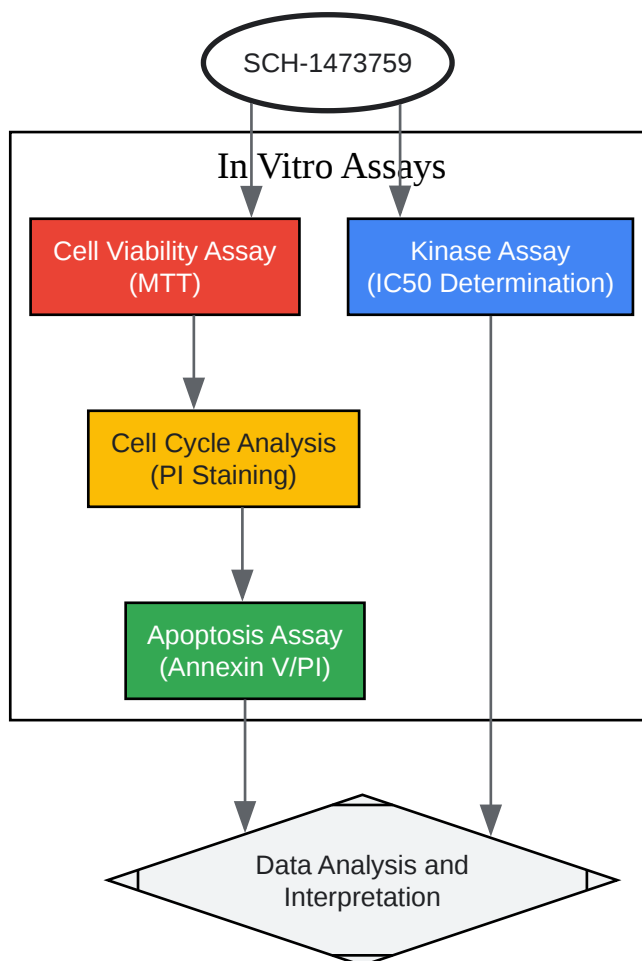 SCH-1473759
In Vitro Assays
Cell Viability Assay
(MTT)
Kinase Assay
(IC50 Determination)
Cell Cycle Analysis
(PI Staining)
Apoptosis Assay
(Annexin V/PI)
Data Analysis and
Interpretation